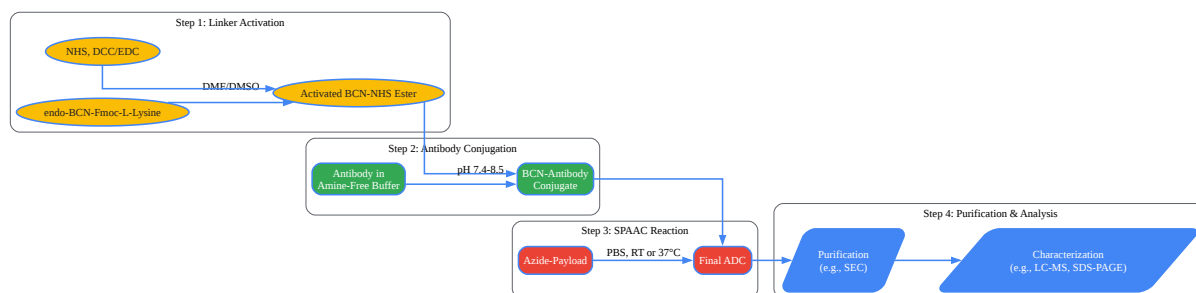 Step 1: Linker Activation
NHS, DCC/EDC
DMF/DMSO
Activated BCN-NHS Ester
endo-BCN-Fmoc-L-Lysine
Step 2: Antibody Conjugation
pH 7.4-8.5
Antibody in
Amine-Free Buffer
BCN-Antibody
Conjugate
Step 3: SPAAC Reaction
Azide-Payload
PBS, RT or 37°C
Final ADC
Step 4: Purification & Analysis
Purification
(e.g., SEC)
Characterization
(e.g., LC-MS, SDS-PAGE)